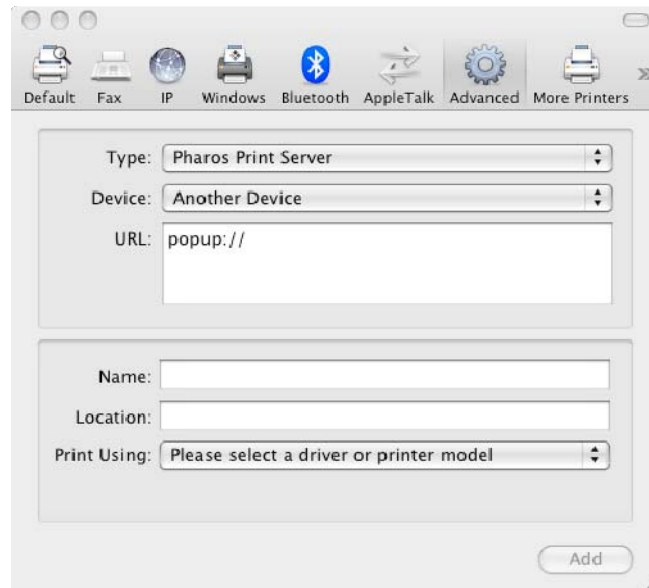 Default Fax IP Windows Bluetooth AppleTalk Advanced More Printers »
Type: Pharos Print Server
Device: Another Device
URL: popup://
Name:
Location:
Print Using: Please select a driver or printer model
Add